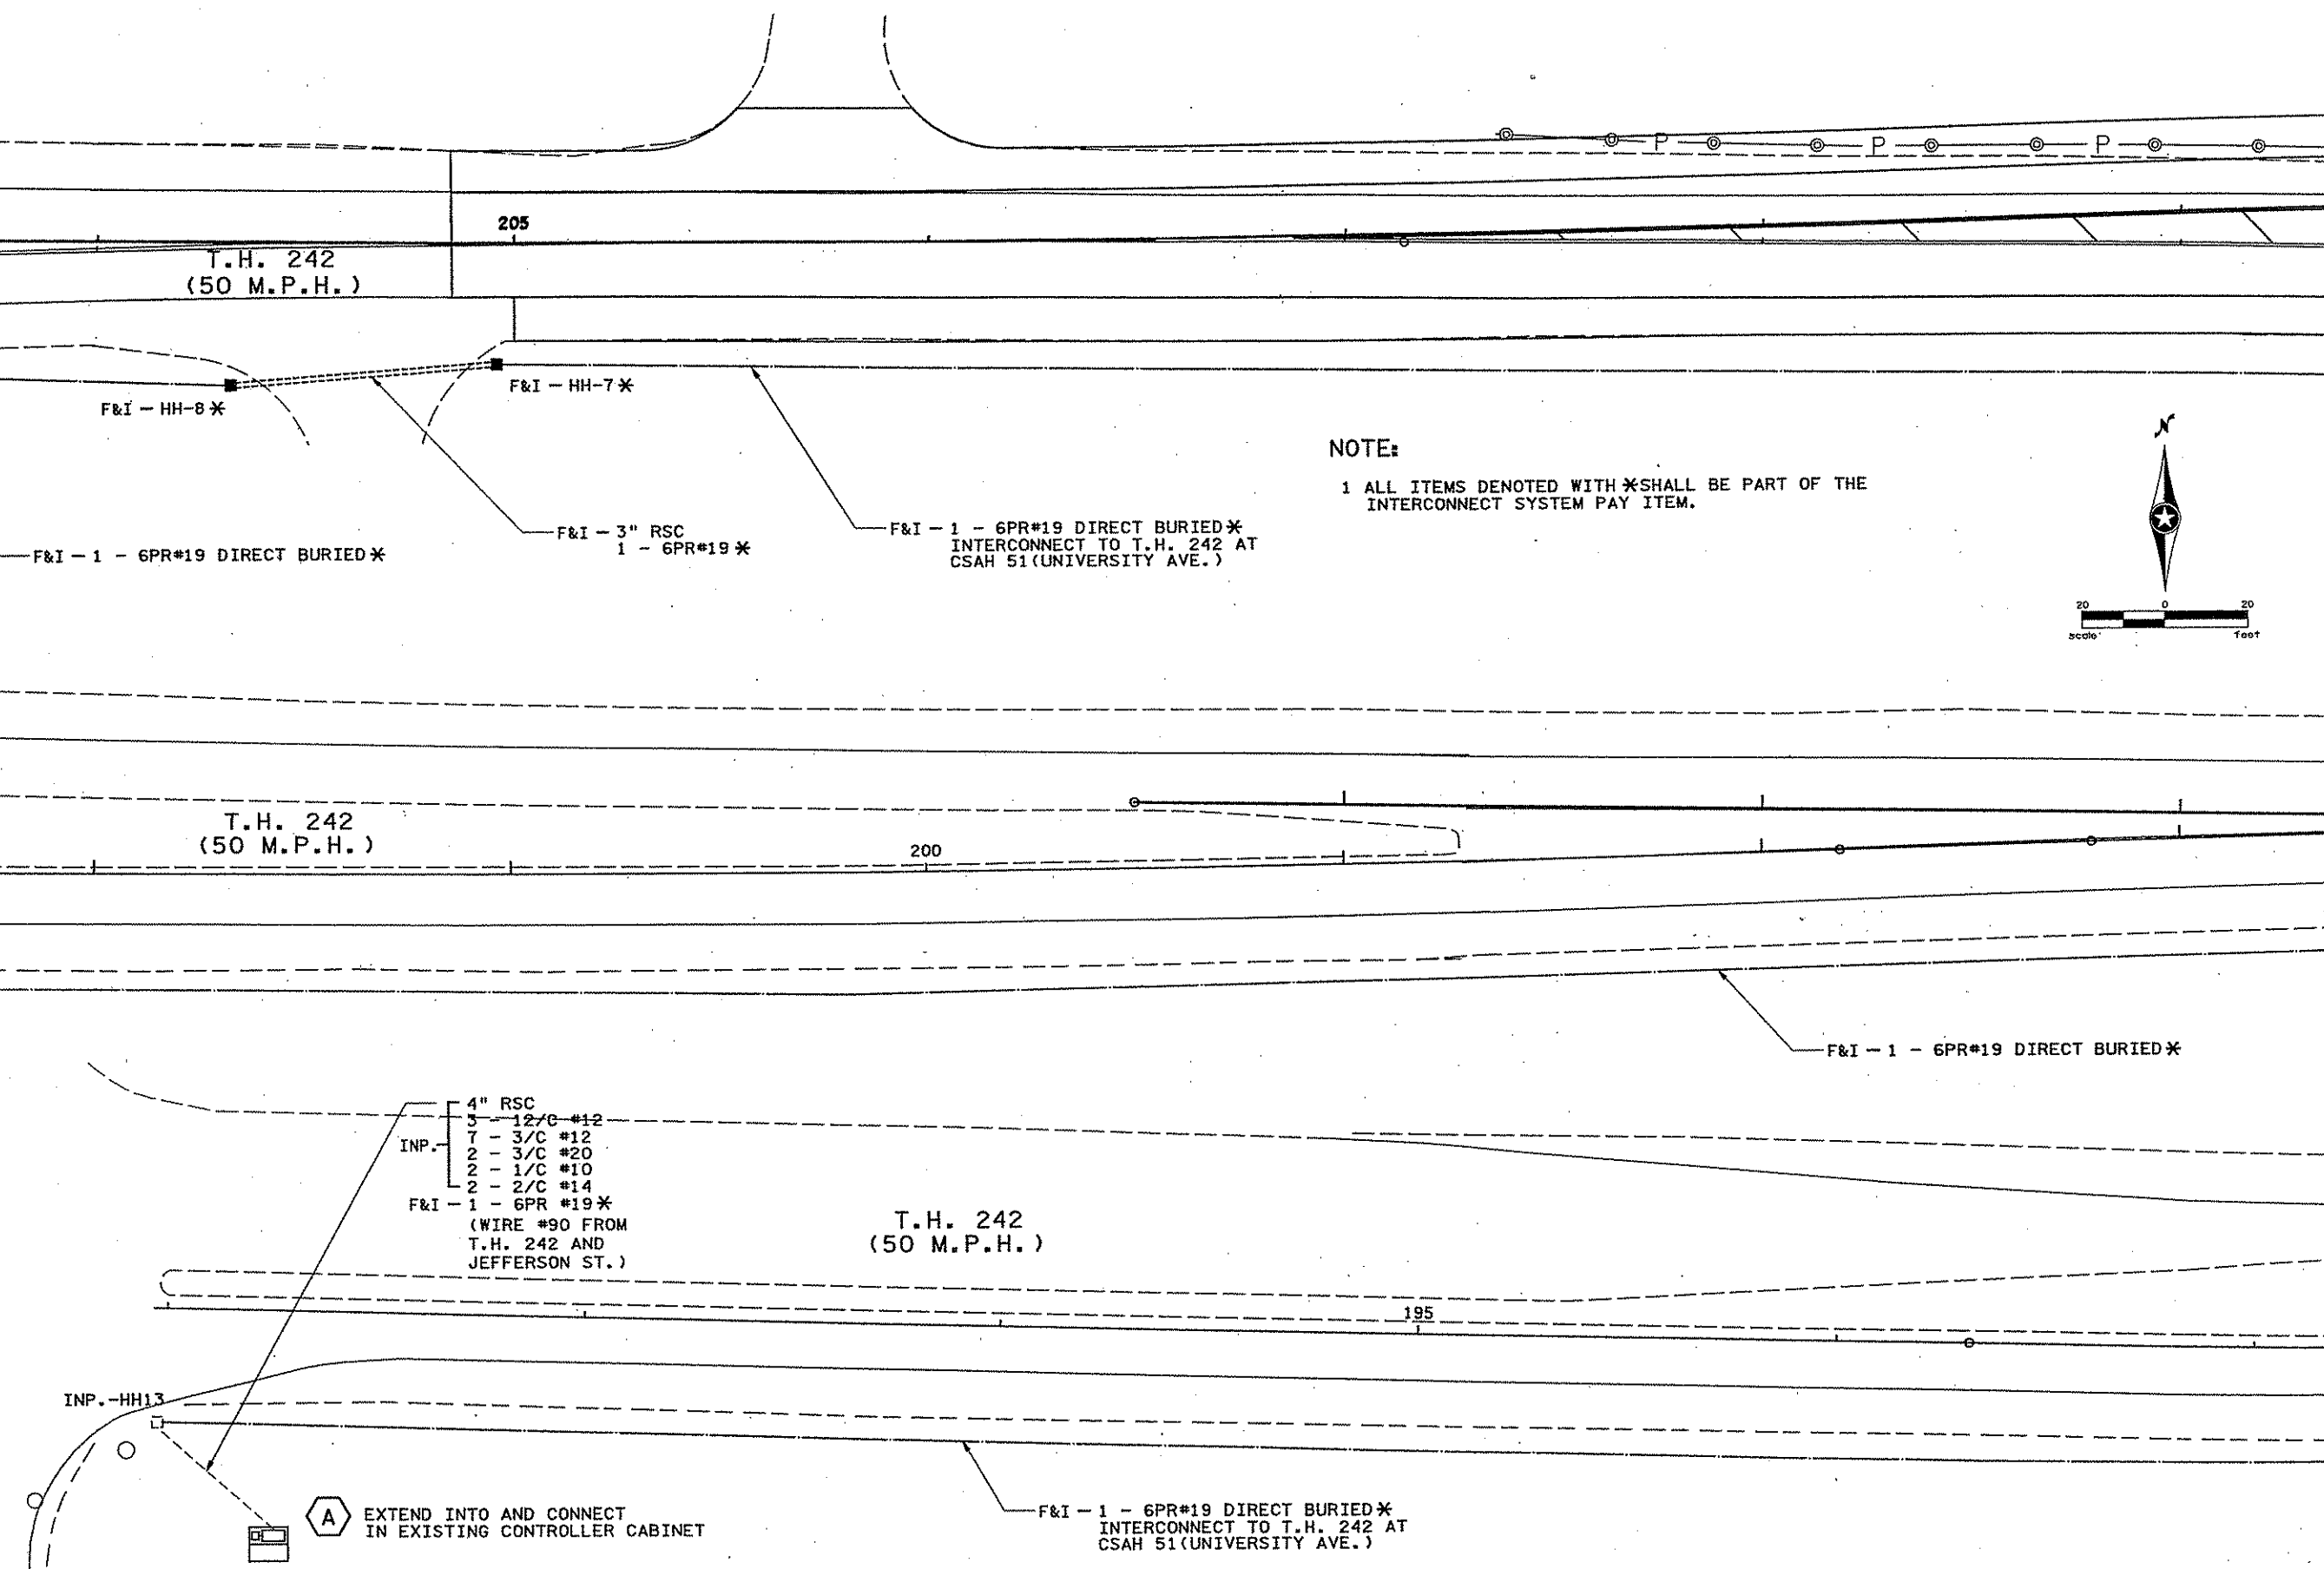 P P P
205
T.H. 242
(50 M.P.H.)
F&I — HH-7*
F&I — HH-8*
NOTE:
1 ALL ITEMS DENOTED WITH * SHALL BE PART OF THE
INTERCONNECT SYSTEM PAY ITEM.
N
F&I — 3" RSC
1 - 6PR#19*
F&I — 1 - 6PR#19 DIRECT BURIED*
INTERCONNECT TO T.H. 242 AT
CSAH 51(UNIVERSITY AVE.)
F&I — 1 - 6PR#19 DIRECT BURIED*
20 0 20
scale feet
T.H. 242
(50 M.P.H.)
200
F&I — 1 - 6PR#19 DIRECT BURIED*
4" RSC
3 - 12/C #12
7 - 3/C #12
INP.
2 - 3/C #20
2 - 1/C #10
2 - 2/C #14
F&I — 1 - 6PR #19*
(WIRE #90 FROM
T.H. 242 AND
JEFFERSON ST.)
T.H. 242
(50 M.P.H.)
195
INP.-HH13
A
EXTEND INTO AND CONNECT
IN EXISTING CONTROLLER CABINET
F&I — 1 - 6PR#19 DIRECT BURIED*
INTERCONNECT TO T.H. 242 AT
CSAH 51(UNIVERSITY AVE.)